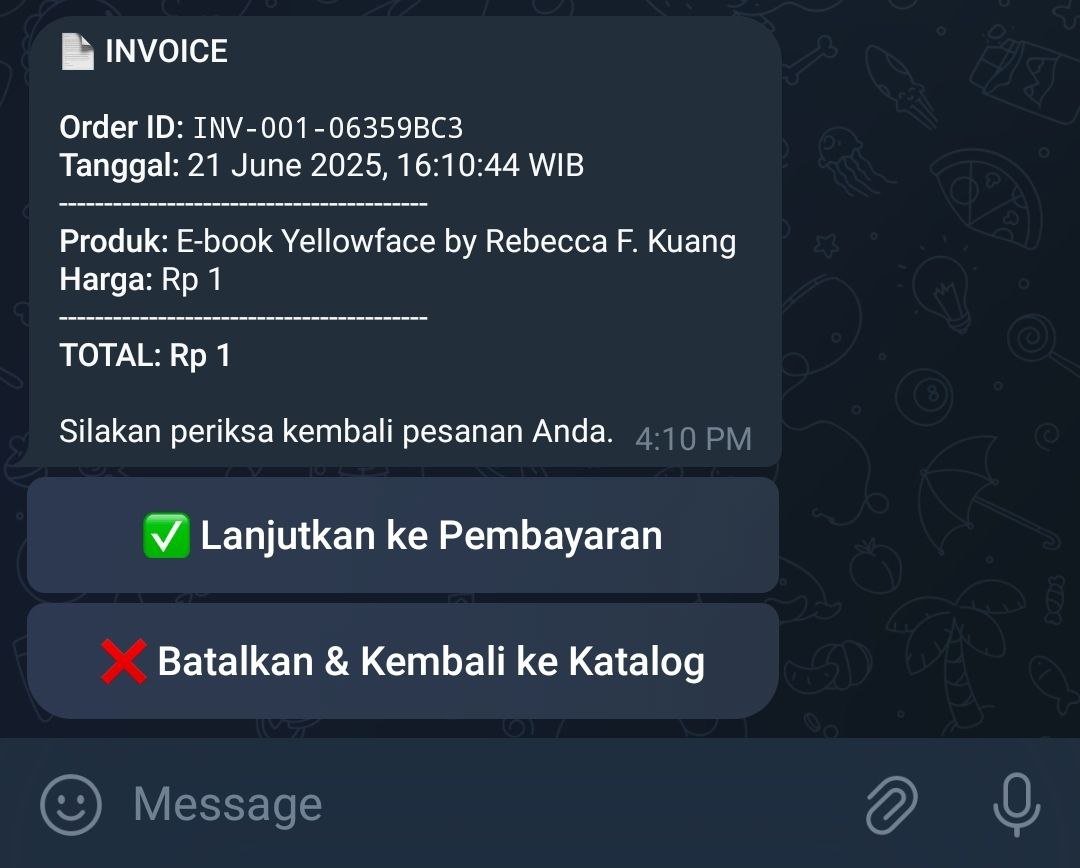 📄 INVOICE
Order ID: INV-001-06359BC3
Tanggal: 21 June 2025, 16:10:44 WIB
-----------------------------------------
Produk: E-book Yellowface by Rebecca F. Kuang
Harga: Rp 1
-----------------------------------------
TOTAL: Rp 1
Silakan periksa kembali pesanan Anda. 4:10 PM
✅ Lanjutkan ke Pembayaran
❌ Batalkan & Kembali ke Katalog
Message